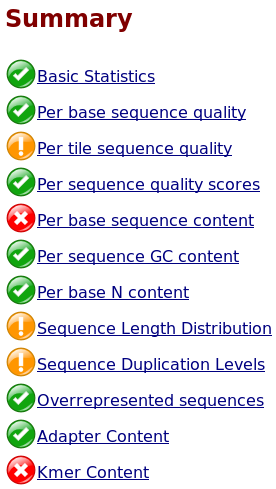 Summary
Basic Statistics
Per base sequence quality
Per tile sequence quality
Per sequence quality scores
Per base sequence content
Per sequence GC content
Per base N content
Sequence Length Distribution
Sequence Duplication Levels
Overrepresented sequences
Adapter Content
Kmer Content